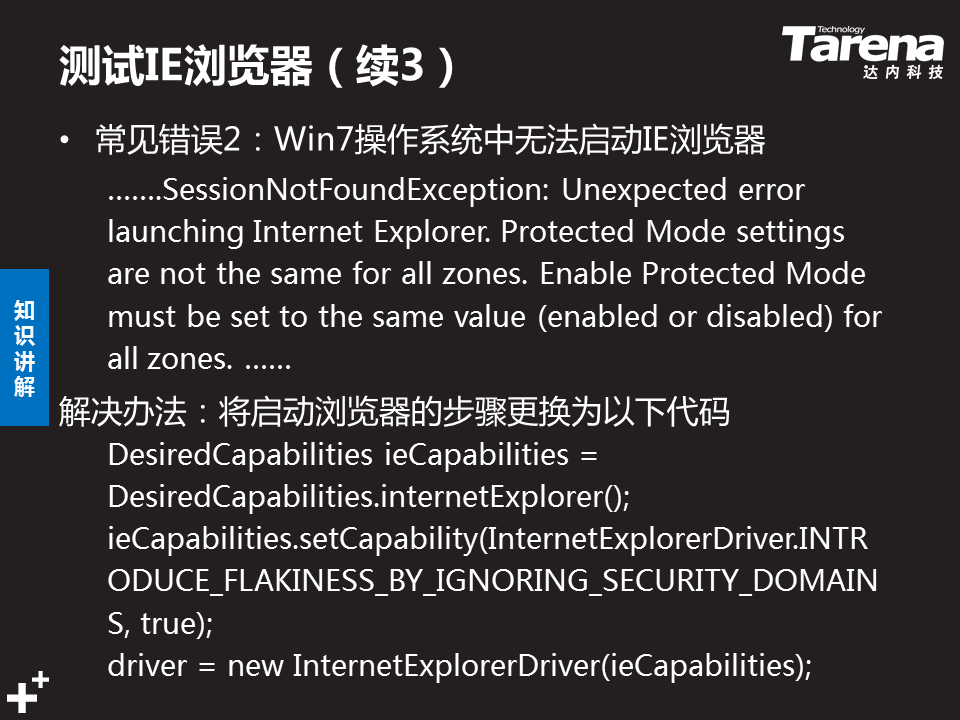 测试IE浏览器（续3）
Technology
Tarena
达内科技
• 常见错误2：Win7操作系统中无法启动IE浏览器
.......SessionNotFoundException: Unexpected error
launching Internet Explorer. Protected Mode settings
are not the same for all zones. Enable Protected Mode
must be set to the same value (enabled or disabled) for
all zones. ......
知
识
讲
解
解决办法：将启动浏览器的步骤更换为以下代码
DesiredCapabilities ieCapabilities =
DesiredCapabilities.internetExplorer();
ieCapabilities.setCapability(InternetExplorerDriver.INTR
ODUCE_FLAKINESS_BY_IGNORING_SECURITY_DOMAIN
S, true);
driver = new InternetExplorerDriver(ieCapabilities);